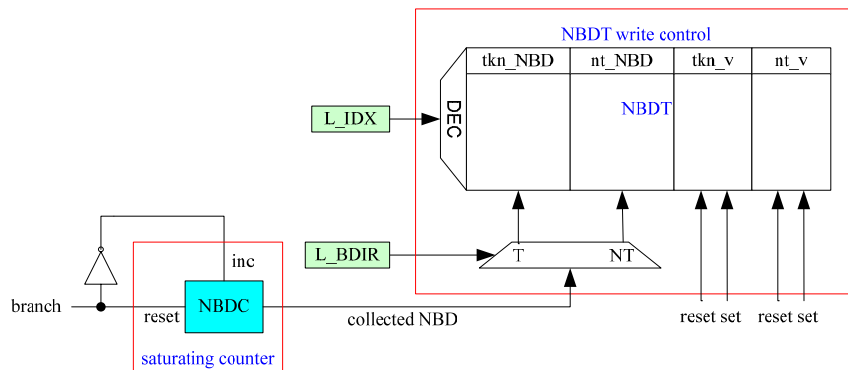 NBDT write control
tkn_NBD nt_NBD tkn_v nt_v
DEC
NBDT
L_IDX
L_BDIR
T NT
inc
branch
reset
NBDC
collected NBD
reset set reset set
saturating counter